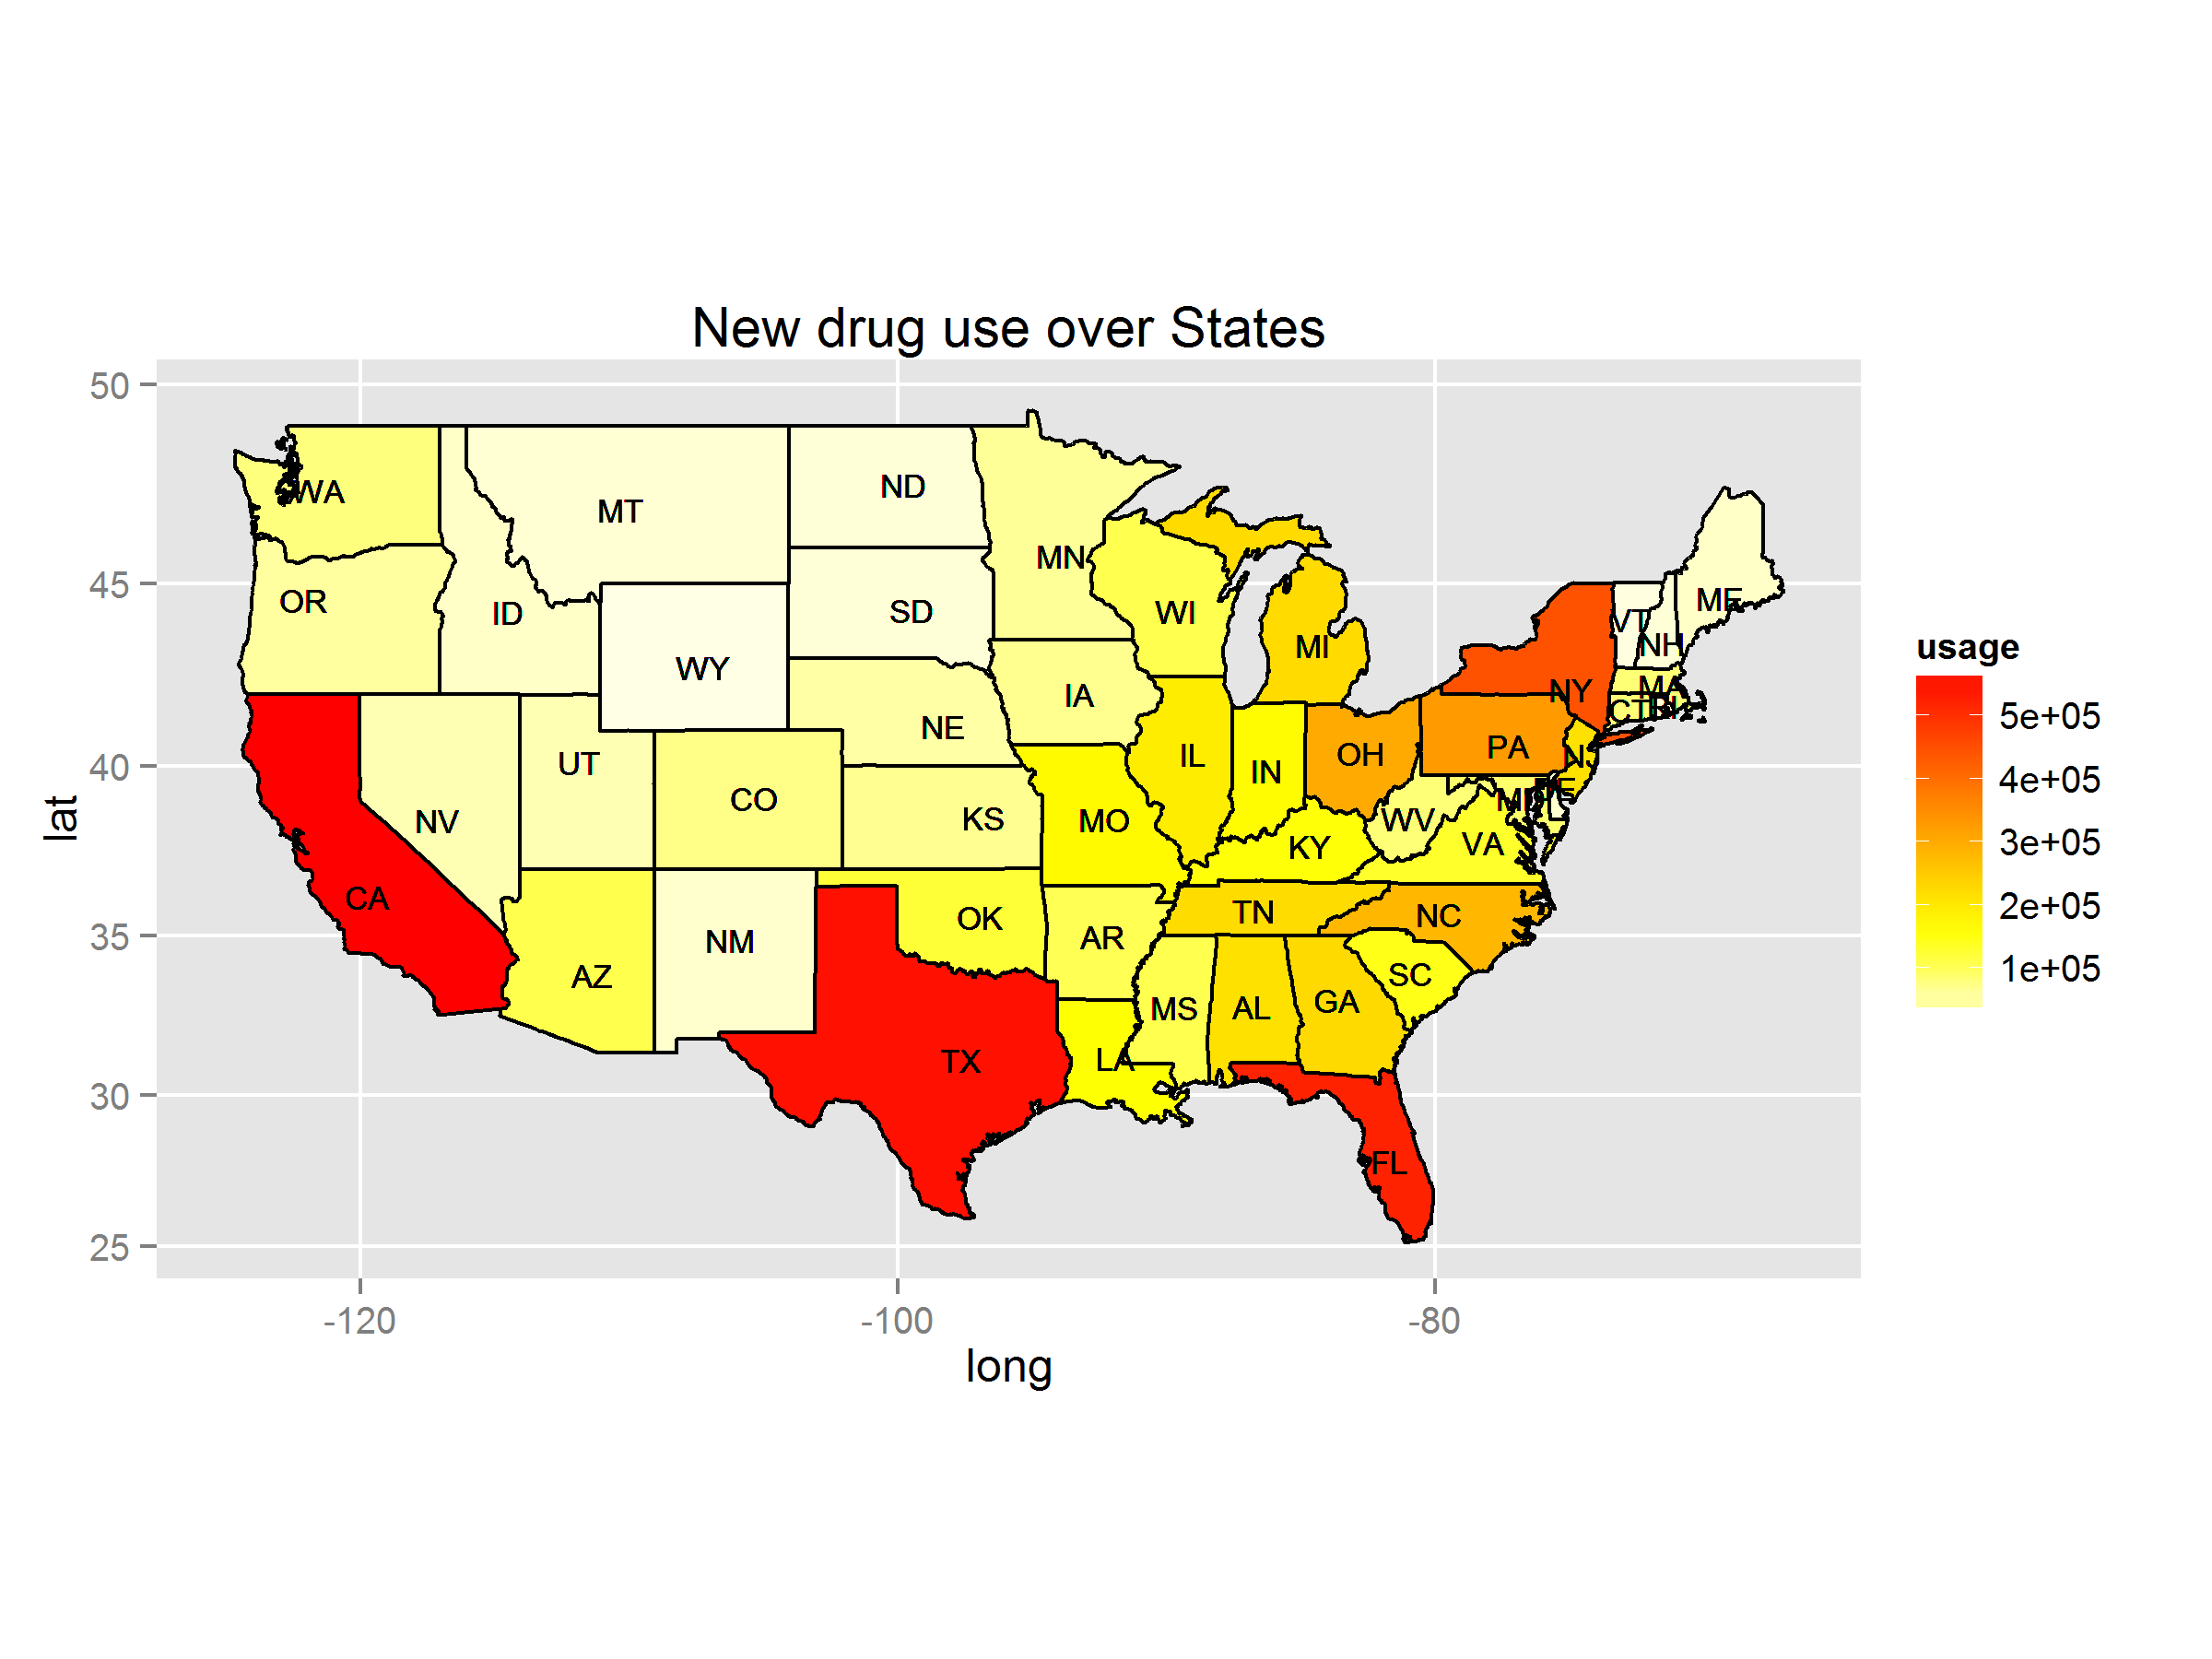 New drug use over States
50
45
40
35
30
25
lat
-120
-100
-80
long
WA
MT
ND
MN
OR
ID
SD
WI
MI
ME
VT
NH
WY
IA
NY
MA
CT
RI
NE
UT
IL
IN
OH
PA
NJ
CO
NV
KS
MO
KY
WV
MD
DE
VA
CA
OK
TN
NC
NM
AR
AZ
SC
MS
AL
GA
TX
LA
FL
usage
5e+05
4e+05
3e+05
2e+05
1e+05